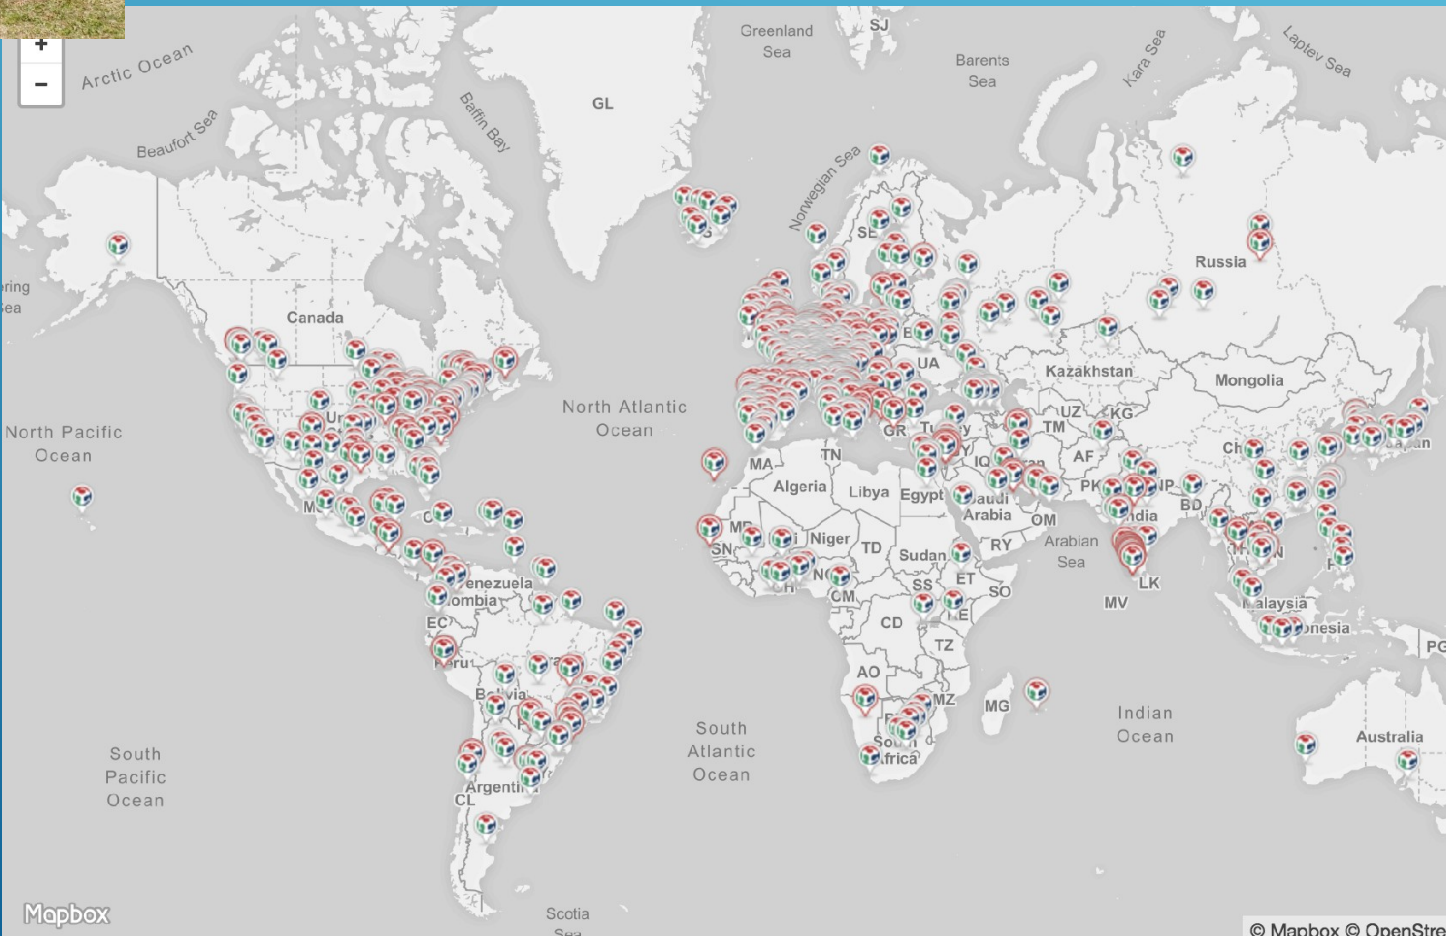 +
−
Arctic Ocean
Beaufort Sea
Baffin Bay
GL
Greenland
Sea
SJ
Barents
Sea
Kara Sea
Laptev Sea
Norwegian Sea
ering
ea
SE
Russia
Canada
UA
Kazakhstan
Mongolia
North Pacific
Ocean
North Atlantic
Ocean
GR
UZ
KG
TM
AF
IQ
MA
TN
Algeria
Libya
Egypt
Arabia
PK
BD
OM
RY
Arabian
Sea
SN
Niger
TD
Sudan
SS
ET
SO
LK
MV
CM
CD
TZ
EC
AO
MZ
MG
South
Pacific
Ocean
South
Atlantic
Ocean
Indian
Ocean
Australia
PG
CL
Scotia
Sea
Mapbox
© Mapbox © OpenStre